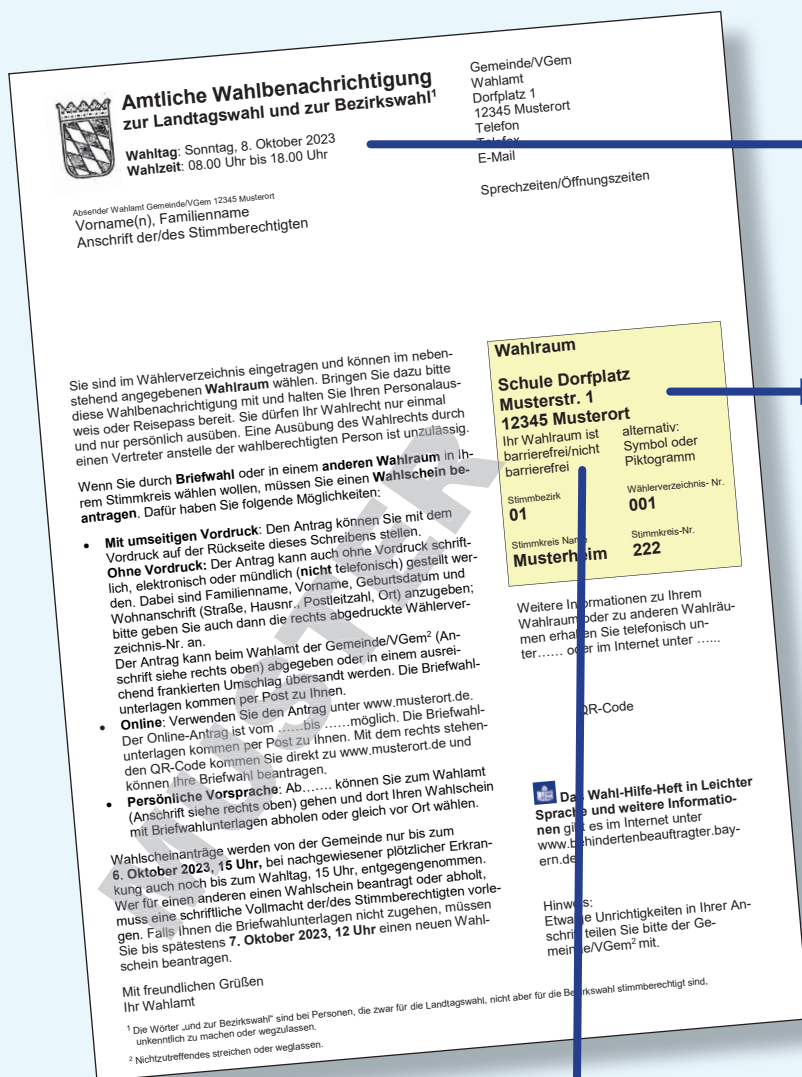 Amtliche Wahlbenachrichtigung
zur Landtagswahl und zur Bezirkswahl¹
Wahltag: Sonntag, 8. Oktober 2023
Wahlzeit: 08.00 Uhr bis 18.00 Uhr
Gemeinde/VGem
Wahlamt
Dorfplatz 1
12345 Musterort
Telefon
Telefax
E-Mail
Sprechzeiten/Öffnungszeiten
Absender Wahlamt Gemeinde/VGem 12345 Musterort
Vorname(n), Familienname
Anschrift der/des Stimmberechtigten
Sie sind im Wählerverzeichnis eingetragen und können im neben-
stehend angegebenen Wahlraum wählen. Bringen Sie dazu bitte
diese Wahlbenachrichtigung mit und halten Sie Ihren Personalaus-
weis oder Reisepass bereit. Sie dürfen Ihr Wahlrecht nur einmal
und nur persönlich ausüben. Eine Ausübung des Wahlrechts durch
einen Vertreter anstelle der wahlberechtigten Person ist unzulässig.
Wenn Sie durch Briefwahl oder in einem anderen Wahlraum in Ih-
rem Stimmkreis wählen wollen, müssen Sie einen Wahlschein be-
antragen. Dafür haben Sie folgende Möglichkeiten:
• Mit umseitigen Vordruck: Den Antrag können Sie mit dem
Vordruck auf der Rückseite dieses Schreibens stellen.
Ohne Vordruck: Der Antrag kann auch ohne Vordruck schrift-
lich, elektronisch oder mündlich (nicht telefonisch) gestellt wer-
den. Dabei sind Familienname, Vorname, Geburtsdatum und
Wohnanschrift (Straße, Hausnr., Postleitzahl, Ort) anzugeben;
bitte geben Sie auch dann die rechts abgedruckte Wählerver-
zeichnis-Nr. an.
Der Antrag kann beim Wahlamt der Gemeinde/VGem² (An-
schrift siehe rechts oben) abgegeben oder in einem ausrei-
chend frankierten Umschlag übersandt werden. Die Briefwahl-
unterlagen kommen per Post zu Ihnen.
• Online: Verwenden Sie den Antrag unter www.musterort.de.
Der Online-Antrag ist vom ……bis ……möglich. Die Briefwahl-
unterlagen kommen per Post zu Ihnen. Mit dem rechts stehen-
den QR-Code kommen Sie direkt zu www.musterort.de und
können Ihre Briefwahl beantragen.
• Persönliche Vorsprache: Ab……. können Sie zum Wahlamt
(Anschrift siehe rechts oben) gehen und dort Ihren Wahlschein
mit Briefwahlunterlagen abholen oder gleich vor Ort wählen.
Wahlscheinanträge werden von der Gemeinde nur bis zum
6. Oktober 2023, 15 Uhr, bei nachgewiesener plötzlicher Erkran-
kung auch noch bis zum Wahltag, 15 Uhr, entgegengenommen.
Wer für einen anderen einen Wahlschein beantragt oder abholt,
muss eine schriftliche Vollmacht der/des Stimmberechtigten vorle-
gen. Falls Ihnen die Briefwahlunterlagen nicht zugehen, müssen
Sie bis spätestens 7. Oktober 2023, 12 Uhr einen neuen Wahl-
schein beantragen.
Mit freundlichen Grüßen
Ihr Wahlamt
Wahlraum
Schule Dorfplatz
Musterstr. 1
12345 Musterort
Ihr Wahlraum ist
barrierefrei/nicht
barrierefrei
alternativ:
Symbol oder
Piktogramm
Stimmbezirk
01
Wählerverzeichnis- Nr.
001
Stimmkreis Name
Musterheim
Stimmkreis-Nr.
222
Weitere Informationen zu Ihrem
Wahlraum oder zu anderen Wahlräu-
men erhalten Sie telefonisch un-
ter…… oder im Internet unter …...
QR-Code
Das Wahl-Hilfe-Heft in Leichter
Sprache und weitere Informatio-
nen gibt es im Internet unter
www.behindertenbeauftragter.bay-
ern.de
Hinweis:
Etwaige Unrichtigkeiten in Ihrer An-
schrift teilen Sie bitte der Ge-
meinde/VGem² mit.
¹ Die Wörter „und zur Bezirkswahl“ sind bei Personen, die zwar für die Landtagswahl, nicht aber für die Bezirkswahl stimmberechtigt sind,
unkenntlich zu machen oder wegzulassen.
² Nichtzutreffendes streichen oder weglassen.
MUSTER